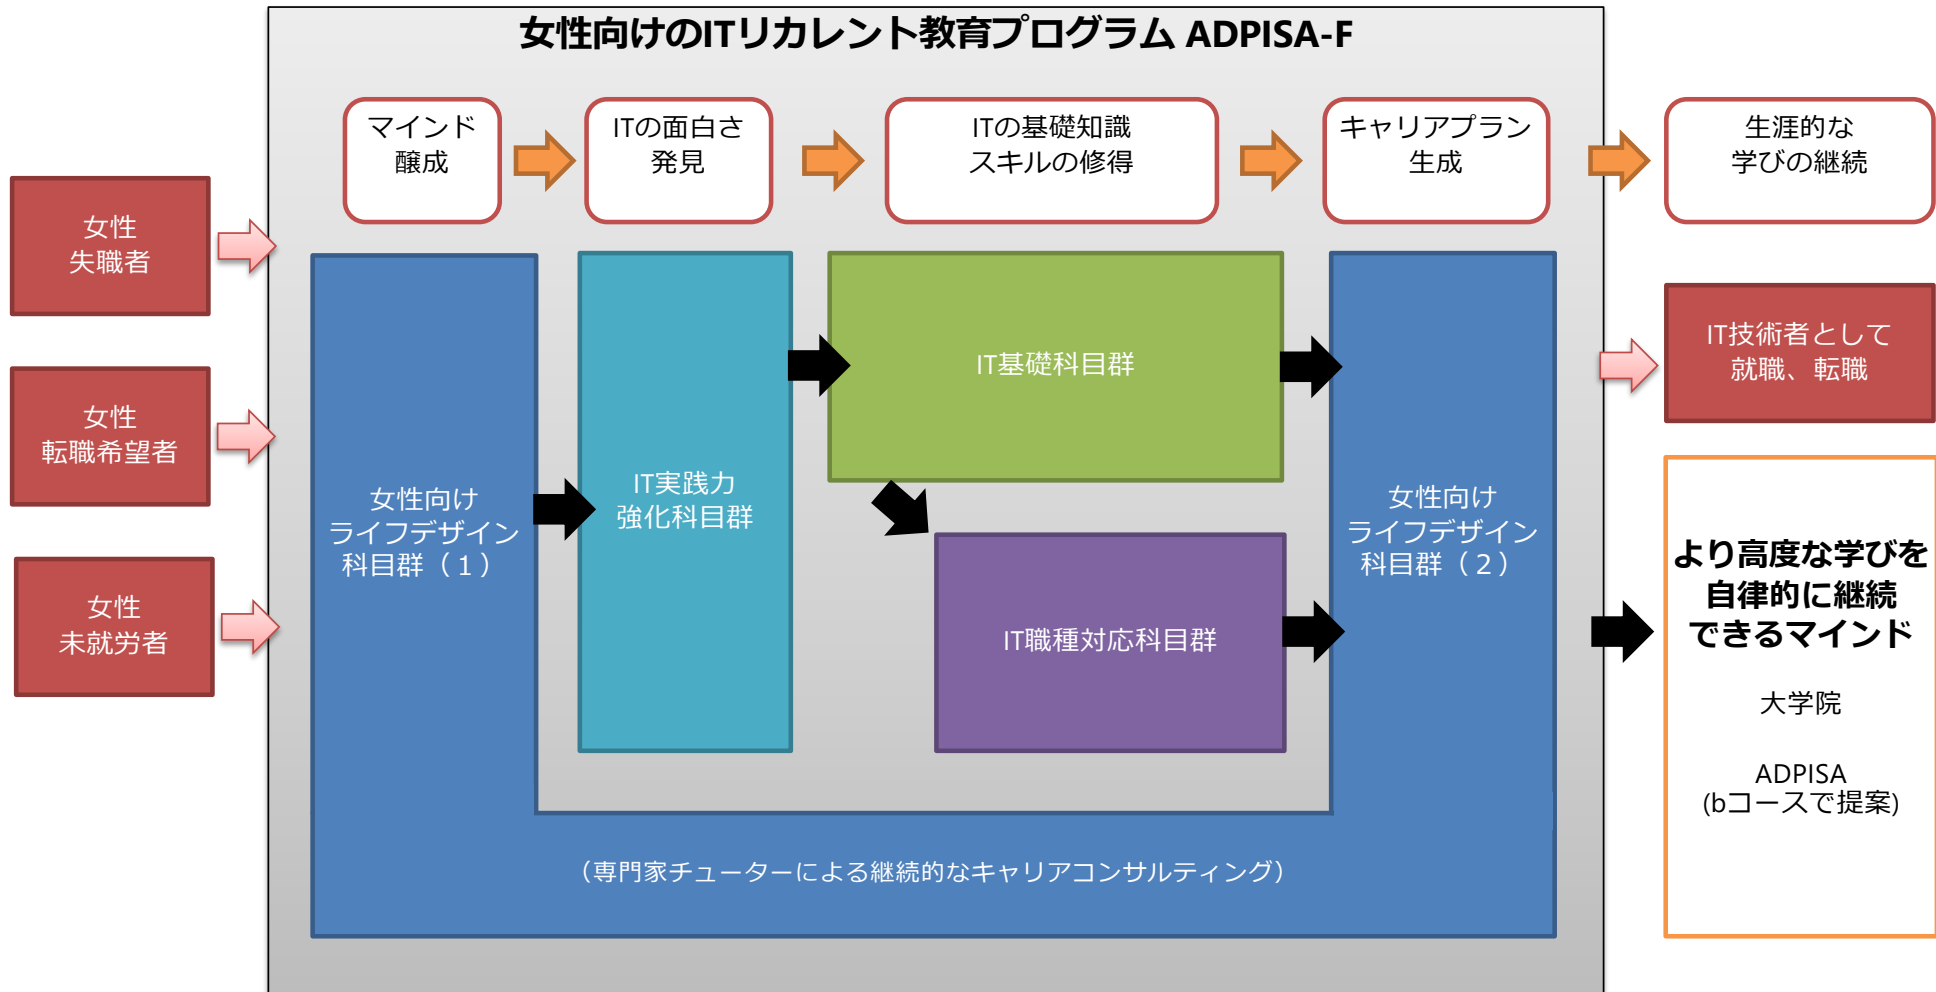 女性向けのITリカレント教育プログラム ADPISA-F
マインド
醸成
ITの面白さ
発見
ITの基礎知識
スキルの修得
キャリアプラン
生成
生涯的な
学びの継続
女性
失職者
女性
転職希望者
女性
未就労者
女性向け
ライフデザイン
科目群（１）
IT実践力
強化科目群
IT基礎科目群
IT職種対応科目群
女性向け
ライフデザイン
科目群（２）
（専門家チューターによる継続的なキャリアコンサルティング）
IT技術者として
就職、転職
より高度な学びを
自律的に継続
できるマインド
大学院
ADPISA
(bコースで提案)